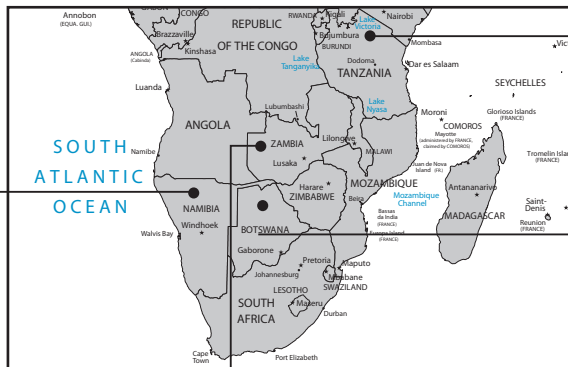 GABON
CONGO
Annobon
(EQUA. GUI.)
Brazzaville
Kinshasa
ANGOLA
(Cabinda)
Luanda
REPUBLIC
OF THE CONGO
RWANDA
Kigali
Bujumbura
BURUNDI
Lake
Victoria
Nairobi
Mombasa
Lake
Tanganyika
Dodoma
TANZANIA
Dar es Salaam
Vic
SEYCHELLES
Lubumbashi
Lake
Nyasa
Moroni
COMOROS
Mayotte
(administered by FRANCE,
claimed by COMOROS)
Glorioso Islands
(FRANCE)
ANGOLA
ZAMBIA
Lusaka
Lilongwe
MALAWI
Juan de Nova
Island (FR.)
Tromelin Island
(FRANCE)
SOUTH
ATLANTIC
OCEAN
Namibe
NAMIBIA
Windhoek
Walvis Bay
Harare
ZIMBABWE
MOZAMBIQUE
Beira
Mozambique
Channel
Antananarivo
MADAGASCAR
Saint-
Denis
Reunion
(FRANCE)
BOTSWANA
Gaborone
Bassas
da India
(FRANCE)
Europa Island
(FRANCE)
Pretoria
Johannesburg
Maputo
Mbabane
SWAZILAND
LESOTHO
Maseru
SOUTH
AFRICA
Durban
Cape
Town
Port Elizabeth